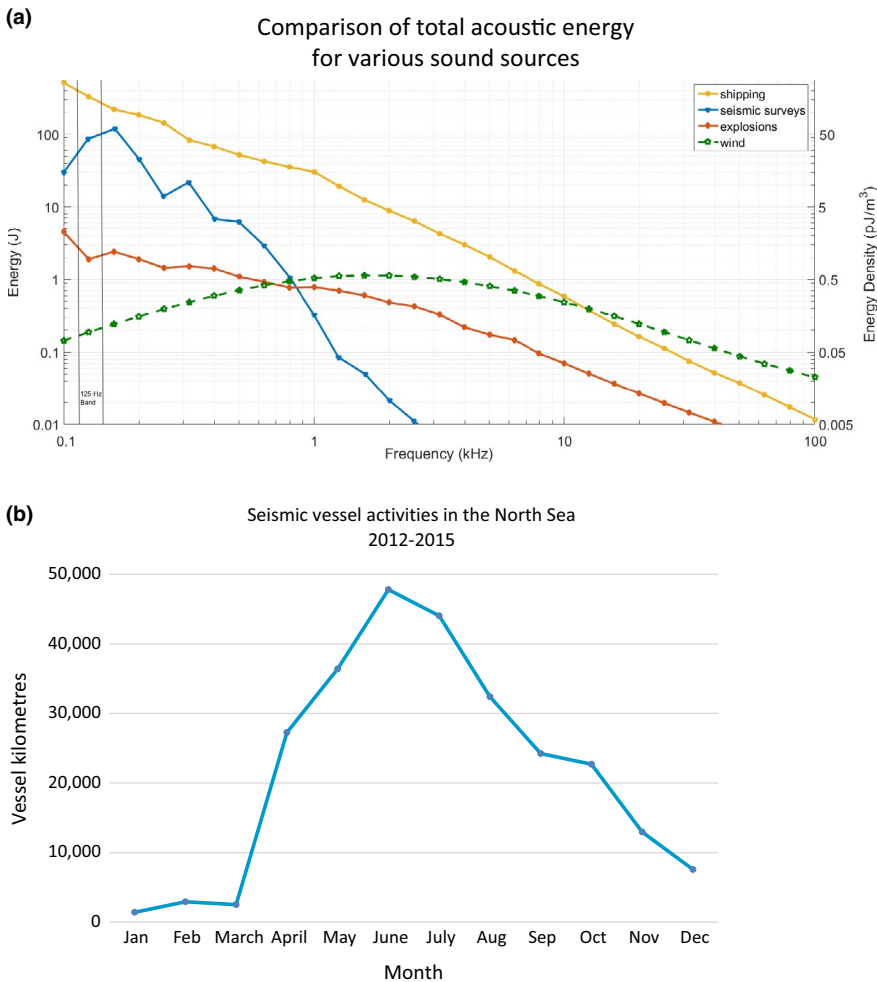 (a)
Comparison of total acoustic energy
for various sound sources
shipping
seismic surveys
explosions
wind
Energy (J)
100
10
1
0.1
0.01
125 Hz
Band
Energy Density (pJ/m³)
50
5
0.5
0.05
0.005
0.1 1 10 100
Frequency (kHz)
(b)
Seismic vessel activities in the North Sea
2012-2015
Vessel kilometres
50,000
40,000
30,000
20,000
10,000
0
Jan Feb March April May June July Aug Sep Oct Nov Dec
Month